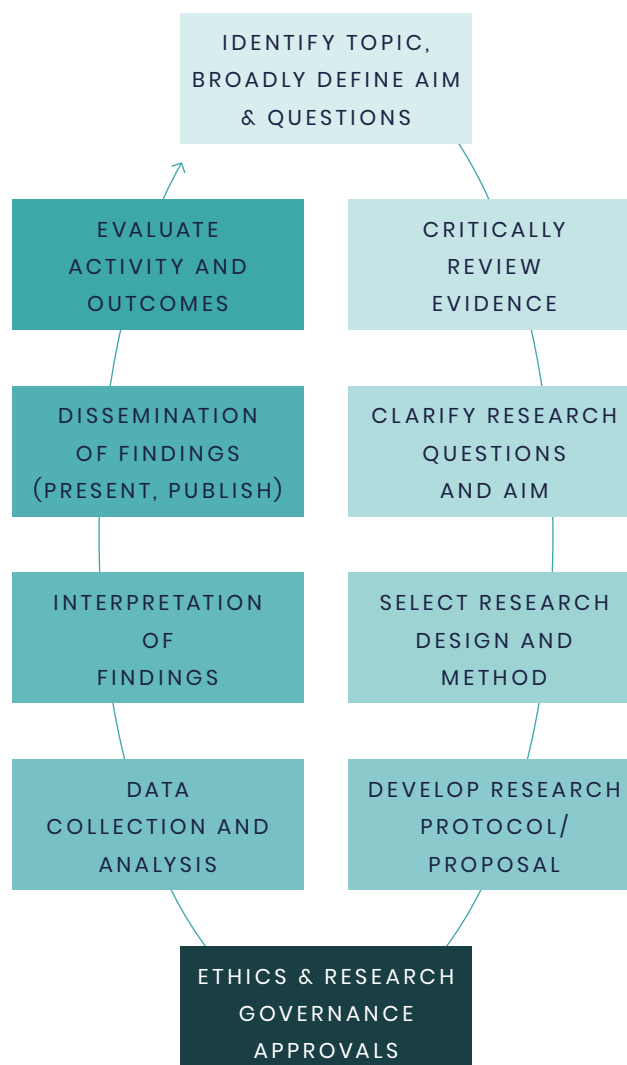 IDENTIFY TOPIC,
BROADLY DEFINE AIM
& QUESTIONS
CRITICALLY
REVIEW
EVIDENCE
CLARIFY RESEARCH
QUESTIONS
AND AIM
SELECT RESEARCH
DESIGN AND
METHOD
DEVELOP RESEARCH
PROTOCOL/
PROPOSAL
ETHICS & RESEARCH
GOVERNANCE
APPROVALS
DATA
COLLECTION AND
ANALYSIS
INTERPRETATION
OF
FINDINGS
DISSEMINATION
OF FINDINGS
(PRESENT, PUBLISH)
EVALUATE
ACTIVITY AND
OUTCOMES